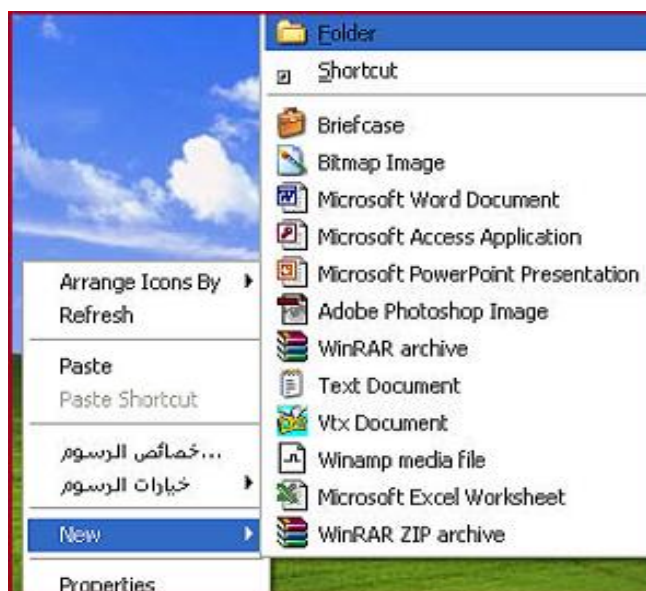 Folder
Shortcut
Briefcase
Bitmap Image
Microsoft Word Document
Microsoft Access Application
Microsoft PowerPoint Presentation
Adobe Photoshop Image
WinRAR archive
Text Document
Vtx Document
Winamp media file
Microsoft Excel Worksheet
WinRAR ZIP archive
Arrange Icons By
Refresh
Paste
Paste Shortcut
خصائص الرسوم...
خيارات الرسوم
New
Properties